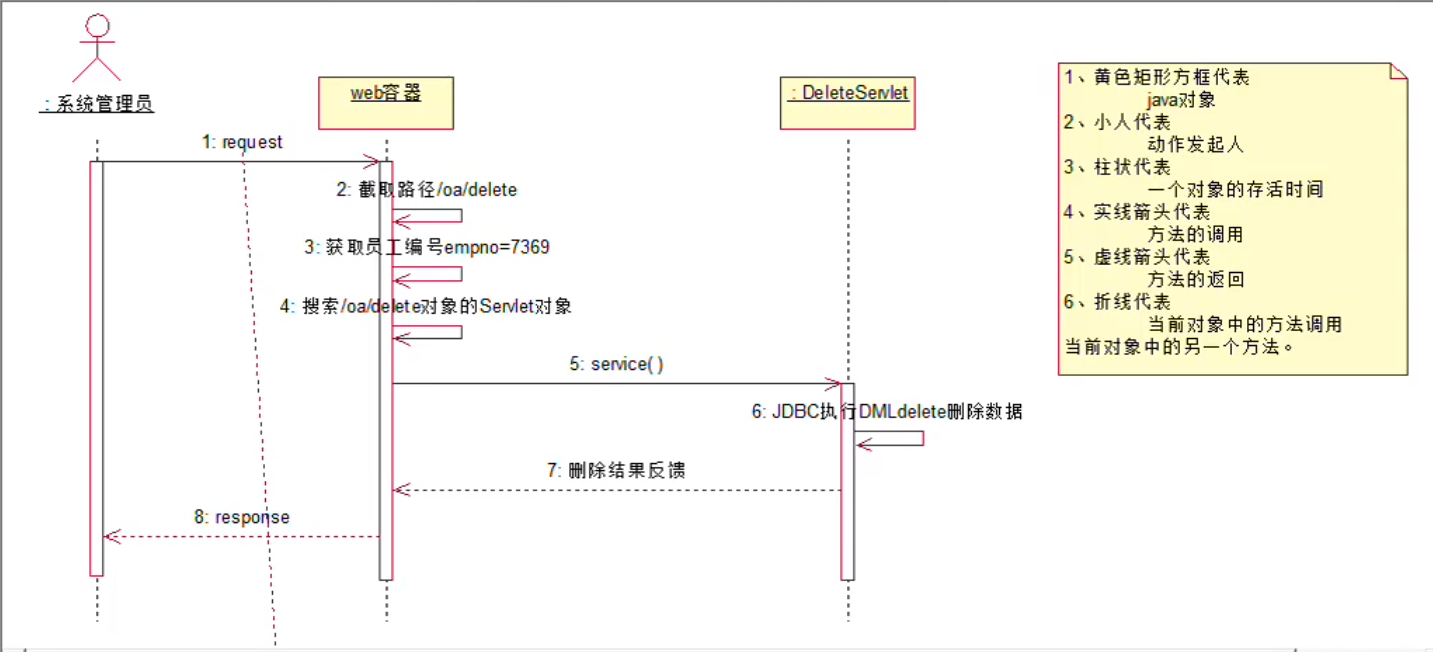 : 系统管理员
web容器
: DeleteServlet
1: request
2: 截取路径/oa/delete
3: 获取员工编号empno=7369
4: 搜索/oa/delete对象的Servlet对象
5: service( )
6: JDBC执行DMLdelete删除数据
7: 删除结果反馈
8: response
1、黄色矩形方框代表
java对象
2、小人代表
动作发起人
3、柱状代表
一个对象的存活时间
4、实线箭头代表
方法的调用
5、虚线箭头代表
方法的返回
6、折线代表
当前对象中的方法调用
当前对象中的另一个方法。